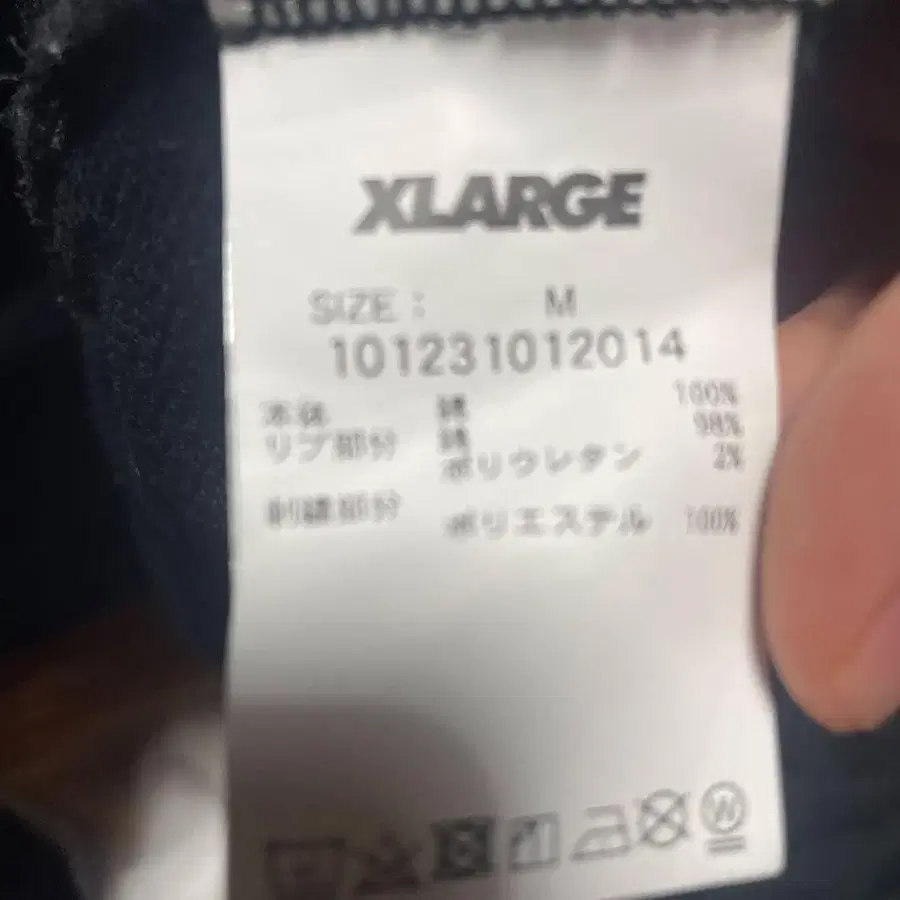 XLARGE
SIZE: M
101231012014
本体 綿 100%
リブ部分 綿 98%
ポリウレタン 2%
刺繍部分 ポリエステル 100%
W